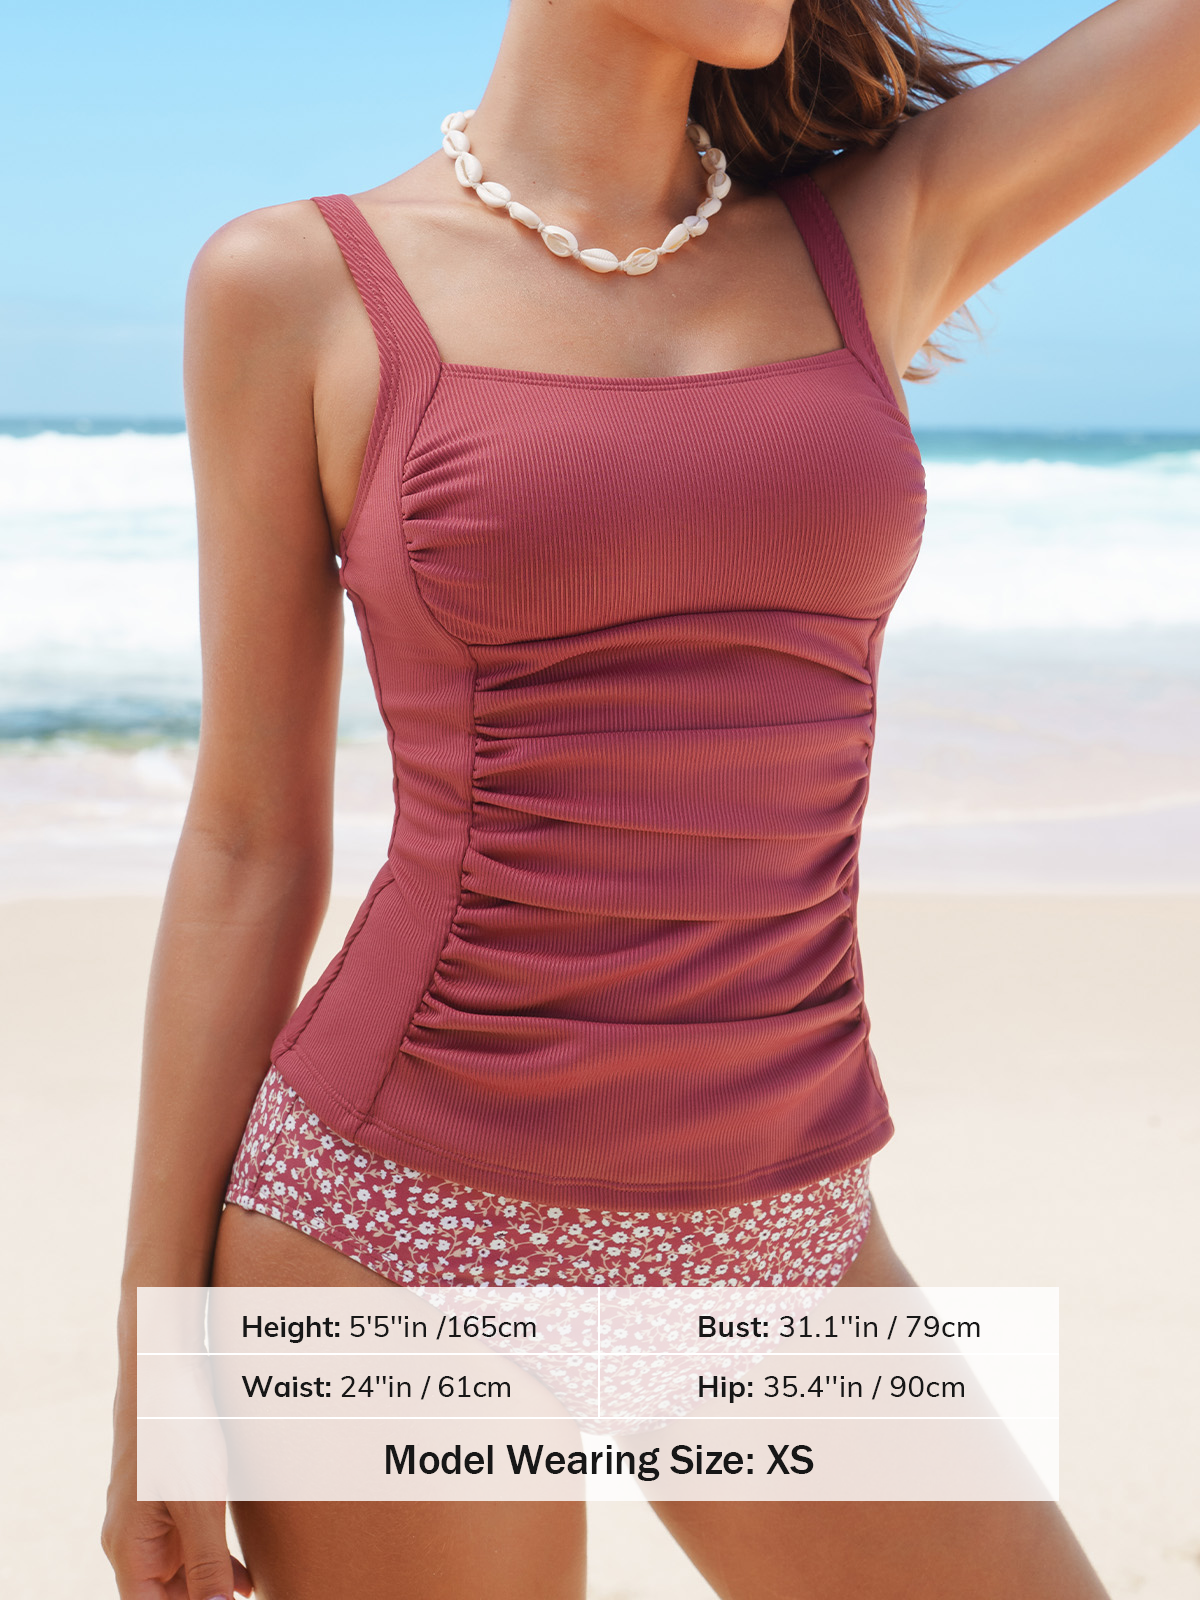 Height: 5'5''in /165cm
Bust: 31.1''in / 79cm
Waist: 24''in / 61cm
Hip: 35.4''in / 90cm
Model Wearing Size: XS